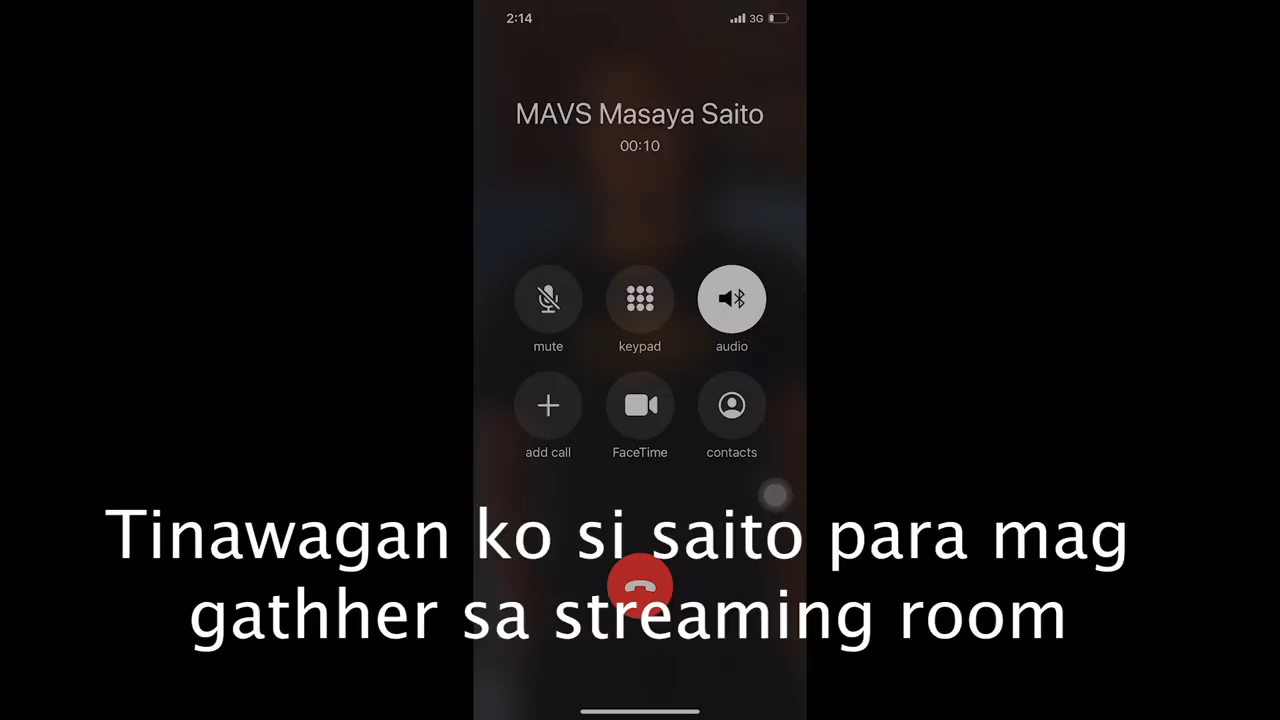 2:14 3G
MAVS Masaya Saito
00:10
mute keypad audio
add call FaceTime contacts
Tinawagan ko si saito para mag
gathher sa streaming room